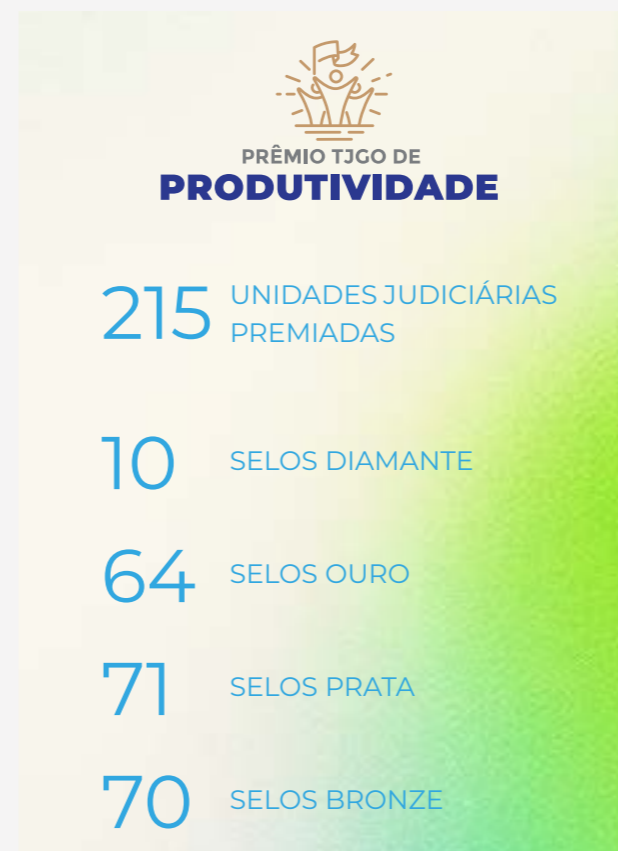 PRÊMIO TJGO DE
PRODUTIVIDADE
215 UNIDADES JUDICIÁRIAS
PREMIADAS
10 SELOS DIAMANTE
64 SELOS OURO
71 SELOS PRATA
70 SELOS BRONZE